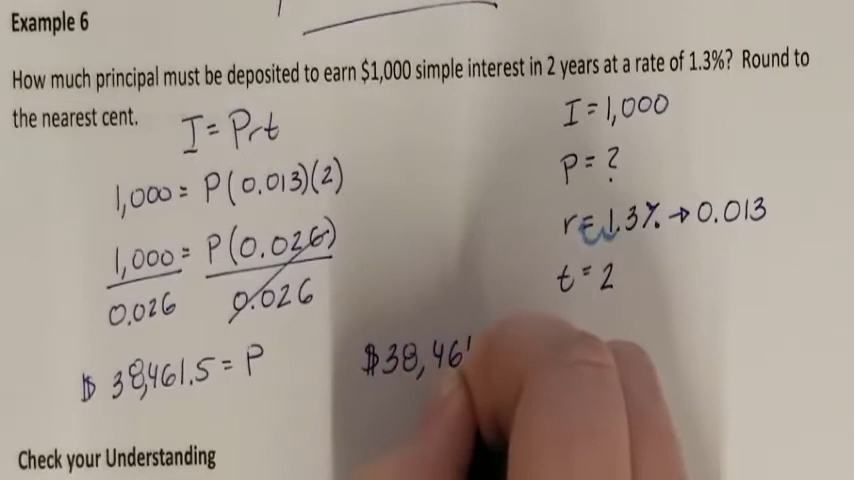 Example 6
How much principal must be deposited to earn $1,000 simple interest in 2 years at a rate of 1.3%? Round to
the nearest cent.
I = Prt
I = 1,000
P = ?
1,000 = P(0.013)(2)
r = 1.3% → 0.013
1,000 = P(0.026)
0.026 0.026
t = 2
$ 38,461.5 = P
$38,461
Check your Understanding